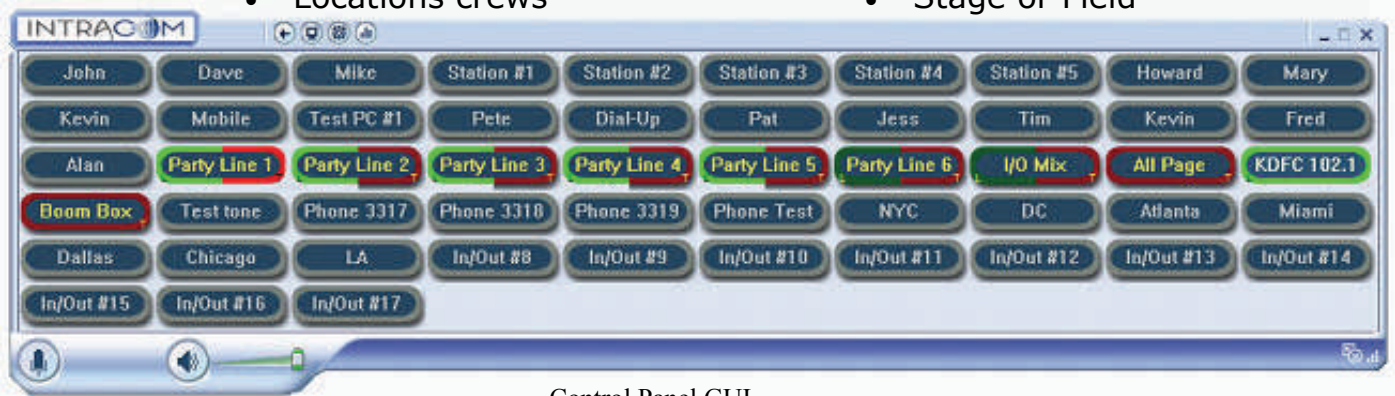 • Locations crews • Stage or Field
INTRACOM
John Dave Mike Station #1 Station #2 Station #3 Station #4 Station #5 Howard Mary
Kevin Mobile Test PC #1 Pete Dial-Up Pat Jess Tim Kevin Fred
Alan Party Line 1 Party Line 2 Party Line 3 Party Line 4 Party Line 5 Party Line 6 I/O Mix All Page KDFC 102.1
Boom Box Test tone Phone 3317 Phone 3318 Phone 3319 Phone Test NYC DC Atlanta Miami
Dallas Chicago LA In/Out #8 In/Out #9 In/Out #10 In/Out #11 In/Out #12 In/Out #13 In/Out #14
In/Out #15 In/Out #16 In/Out #17
Control Panel GUI